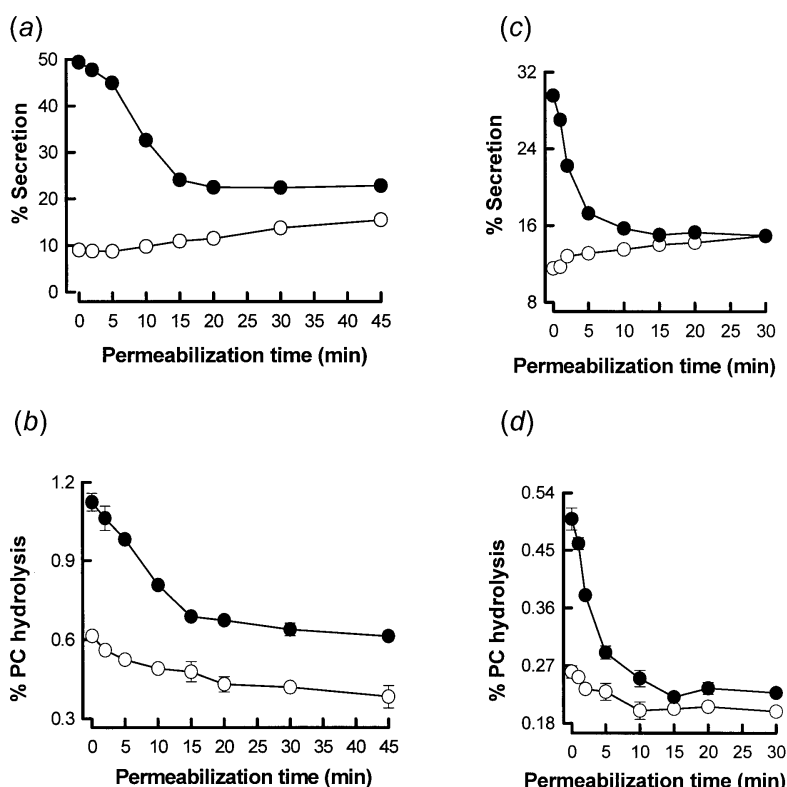 (a)
50
40
30
20
10
0
% Secretion
0 5 10 15 20 25 30 35 40 45
Permeabilization time (min)
(c)
32
24
16
8
% Secretion
0 5 10 15 20 25 30
Permeabilization time (min)
(b)
1.2
0.9
0.6
0.3
% PC hydrolysis
0 5 10 15 20 25 30 35 40 45
Permeabilization time (min)
(d)
0.54
0.45
0.36
0.27
0.18
% PC hydrolysis
0 5 10 15 20 25 30
Permeabilization time (min)